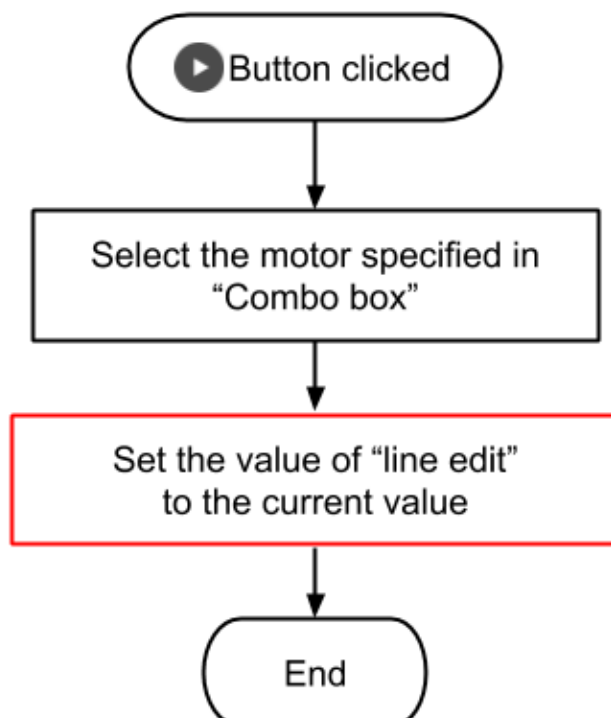 Button clicked
Select the motor specified in
“Combo box”
Set the value of “line edit”
to the current value
End